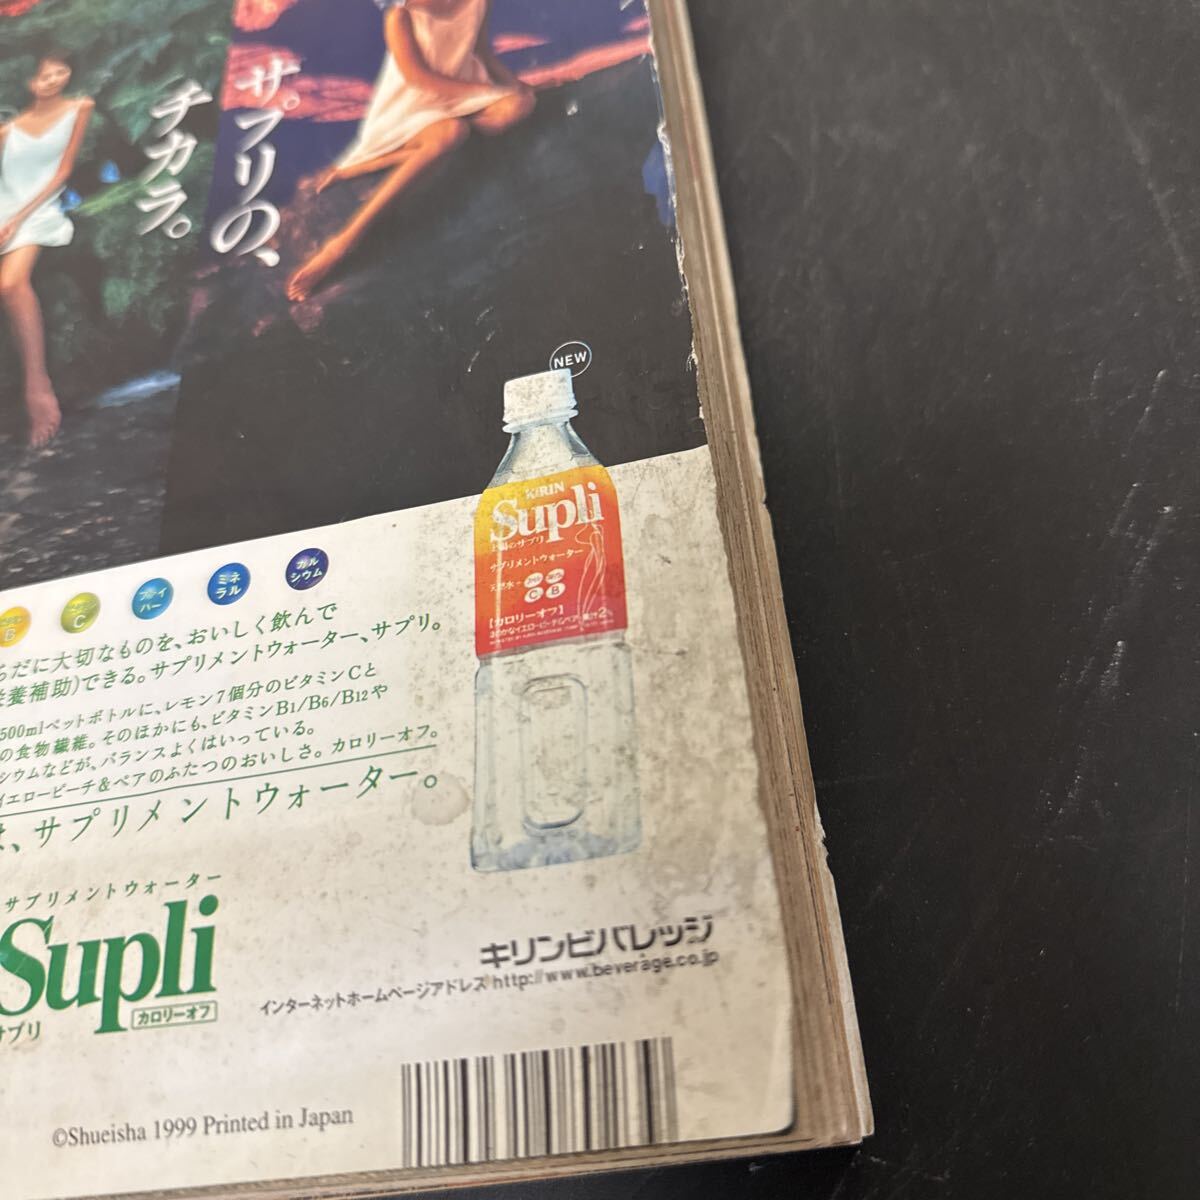 サプリの、
チカラ。
NEW
KIRIN
Supli
サプリメントウォーター
C B
【カロリーオフ】
B
C
ファイバー
ミネラル
カルシウム
だに大切なものを、おいしく飲んで
養補助)できる。サプリメントウォーター、サプリ。
500mlペットボトルに、レモン7個分のビタミンCと
の食物繊維。そのほかにも、ビタミンB1/B6/B12や
シウムなどが、バランスよくはいっている。
イエローピーチ&ペアのふたつのおいしさ。カロリーオフ。
、サプリメントウォーター。
サプリメントウォーター
Supli
サプリ
カロリーオフ
キリンビバレッジ
インターネットホームページアドレス http://www.beverage.co.jp
©Shueisha 1999 Printed in Japan